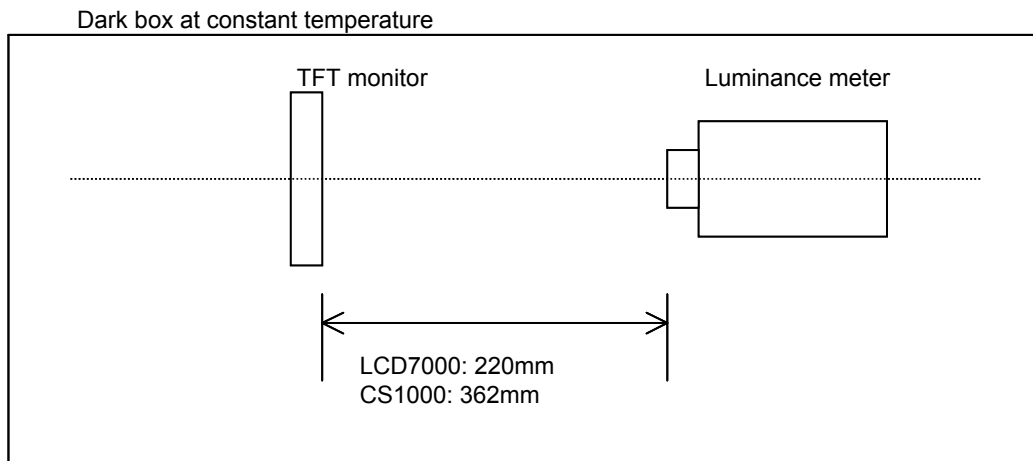 Dark box at constant temperature
TFT monitor
Luminance meter
LCD7000: 220mm
CS1000: 362mm